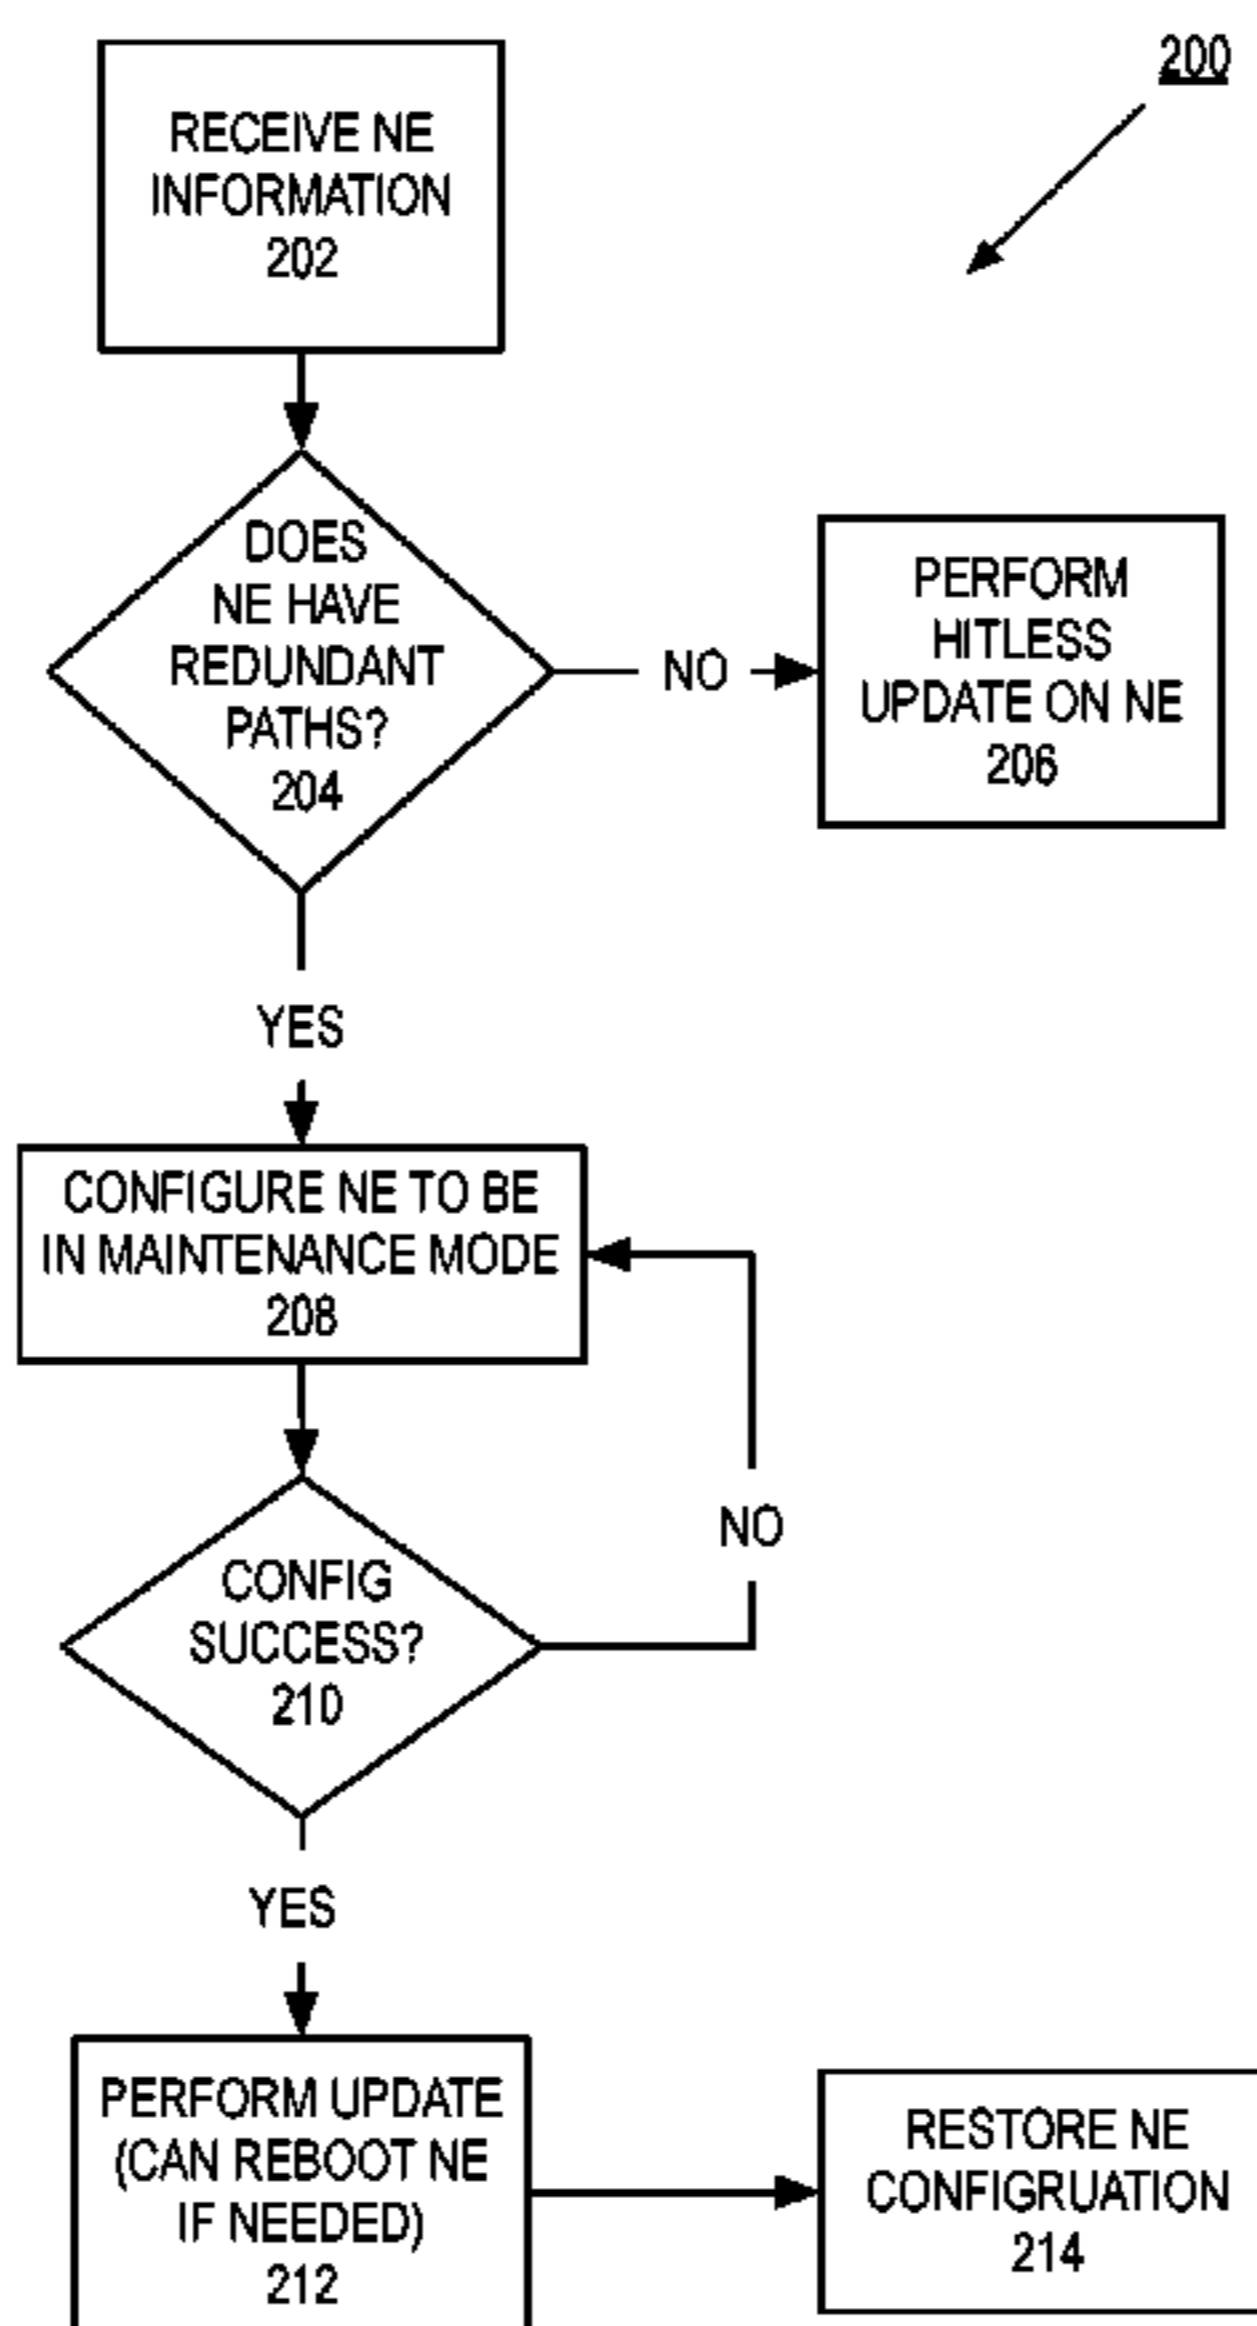 200
RECEIVE NE
INFORMATION
202
DOES
NE HAVE
REDUNDANT
PATHS?
204
NO
PERFORM
HITLESS
UPDATE ON NE
206
YES
CONFIGURE NE TO BE
IN MAINTENANCE MODE
208
NO
CONFIG
SUCCESS?
210
YES
PERFORM UPDATE
(CAN REBOOT NE
IF NEEDED)
212
RESTORE NE
CONFIGRUATION
214